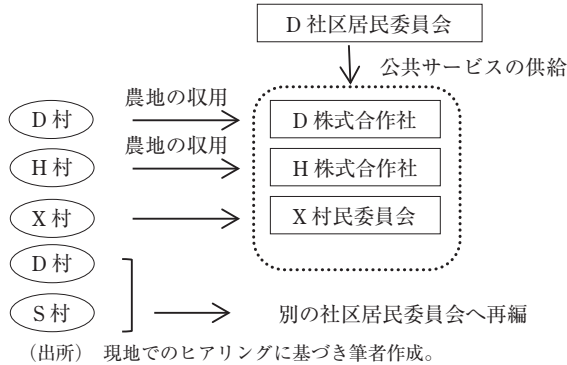 D 社区居民委員会
公共サービスの供給
農地の収用
D 村
D 株式合作社
農地の収用
H 村
H 株式合作社
X 村
X 村民委員会
D 村
S 村
別の社区居民委員会へ再編
（出所） 現地でのヒアリングに基づき筆者作成。